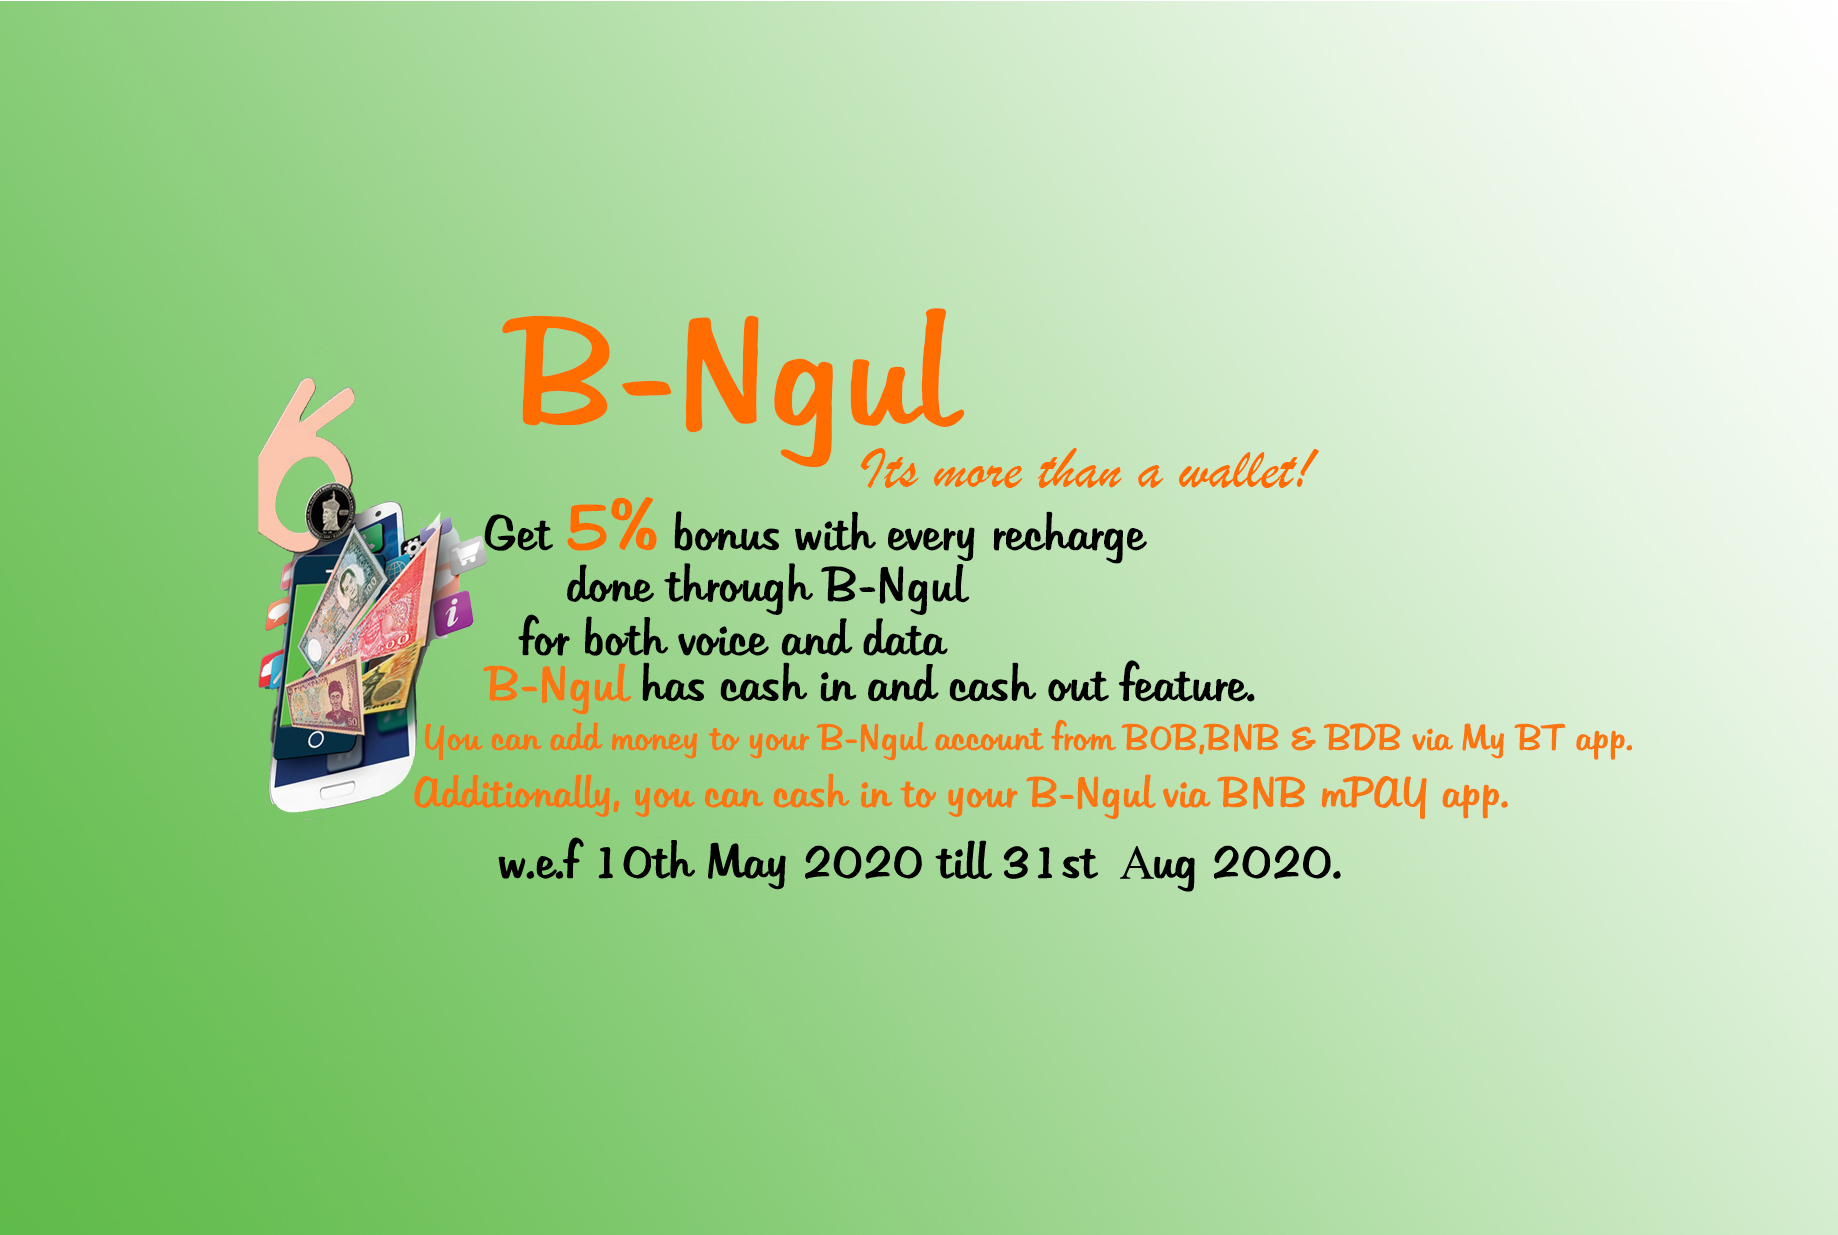 B-Ngul
Its more than a wallet!
Get 5% bonus with every recharge
done through B-Ngul
for both voice and data
B-Ngul has cash in and cash out feature.
You can add money to your B-Ngul account from BOB,BNB & BDB via My BT app.
Additionally, you can cash in to your B-Ngul via BNB mPAY app.
w.e.f 10th May 2020 till 31st Aug 2020.